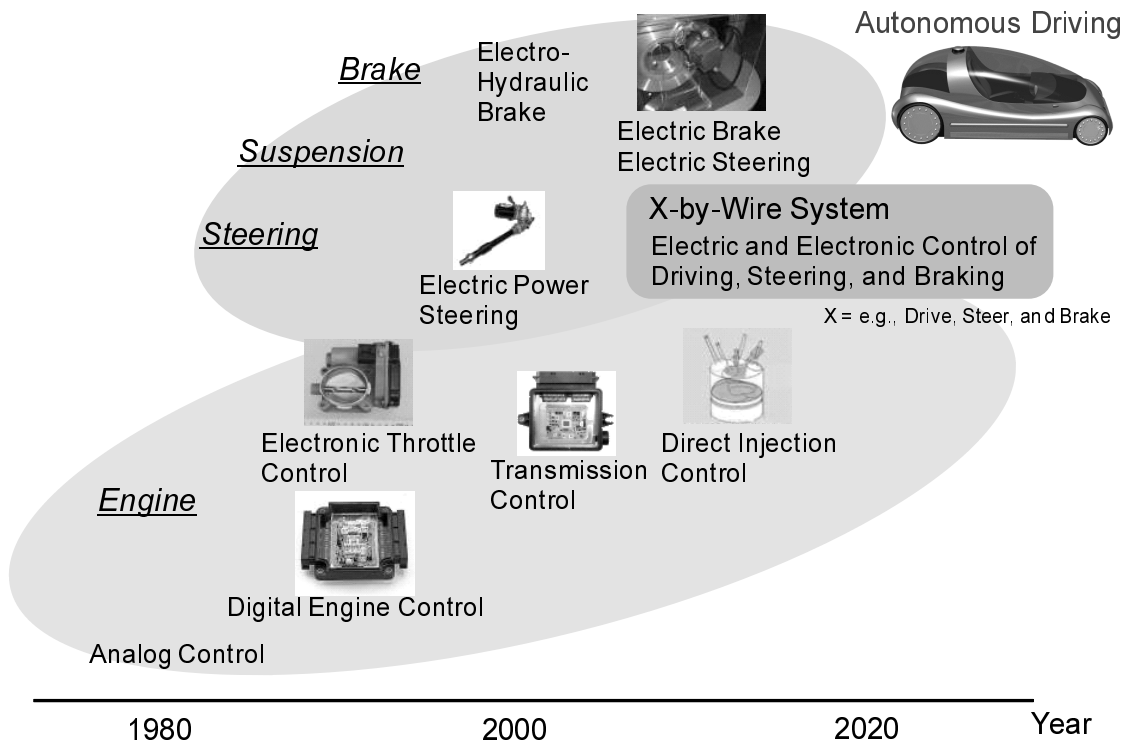 Autonomous Driving
Brake
Electro-
Hydraulic
Brake
Electric Brake
Electric Steering
Suspension
Steering
X-by-Wire System
Electric and Electronic Control of
Driving, Steering, and Braking
Electric Power
Steering
X = e.g., Drive, Steer, and Brake
Electronic Throttle
Control
Transmission
Control
Direct Injection
Control
Engine
Digital Engine Control
Analog Control
1980
2000
2020
Year